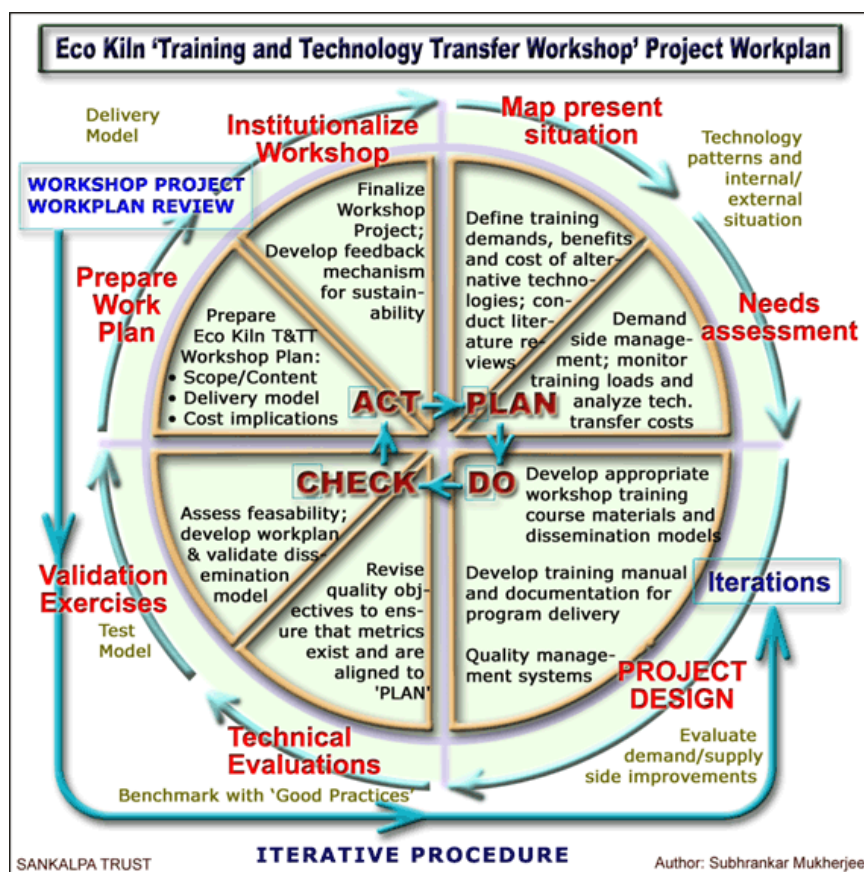 Eco Kiln 'Training and Technology Transfer Workshop' Project Workplan
Delivery
Model
Institutionalize
Workshop
Map present
situation
Technology
patterns and
internal/
external
situation
WORKSHOP PROJECT
WORKPLAN REVIEW
Finalize
Workshop
Project;
Develop feedback
mechanism
for sustain-
ability
Define training
demands, benefits
and cost of alter-
native techno-
logies; con-
duct liter-
ature re-
views
Prepare
Work
Plan
Needs
assessment
Prepare
Eco Kiln T&TT
Workshop Plan:
• Scope/Content
• Delivery model
• Cost implications
Demand
side manage-
ment; monitor
training loads and
analyze tech.
transfer costs
ACT
PLAN
CHECK
DO
Assess feasability;
develop workplan
& validate diss-
emination
model
Revise
quality obj-
ectives to en-
sure that metrics
exist and are
aligned to
'PLAN'
Develop appropriate
workshop training
course materials and
dissemination models
Develop training manual
and documentation for
program delivery
Quality manage-
ment systems
Validation
Exercises
Test
Model
Iterations
PROJECT
DESIGN
Technical
Evaluations
Evaluate
demand/supply
side improvements
Benchmark with 'Good Practices'
ITERATIVE PROCEDURE
SANKALPA TRUST
Author: Subhrankar Mukherjee